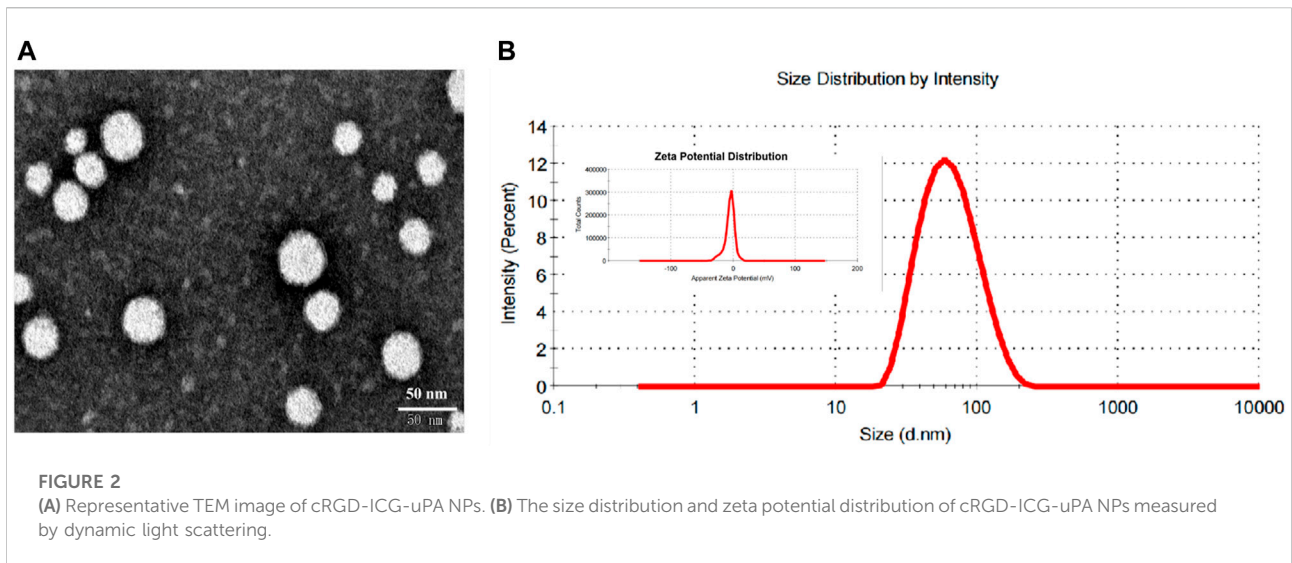 A
50 nm
50 nm
B
Size Distribution by Intensity
Intensity (Percent)
14
12
10
8
6
4
2
0
0.1
1
10
100
1000
10000
Size (d.nm)
Zeta Potential Distribution
Total Counts
400000
300000
200000
100000
0
-100
0
100
200
Apparent Zeta Potential (mV)
FIGURE 2
(A) Representative TEM image of cRGD-ICG-uPA NPs. (B) The size distribution and zeta potential distribution of cRGD-ICG-uPA NPs measured
by dynamic light scattering.